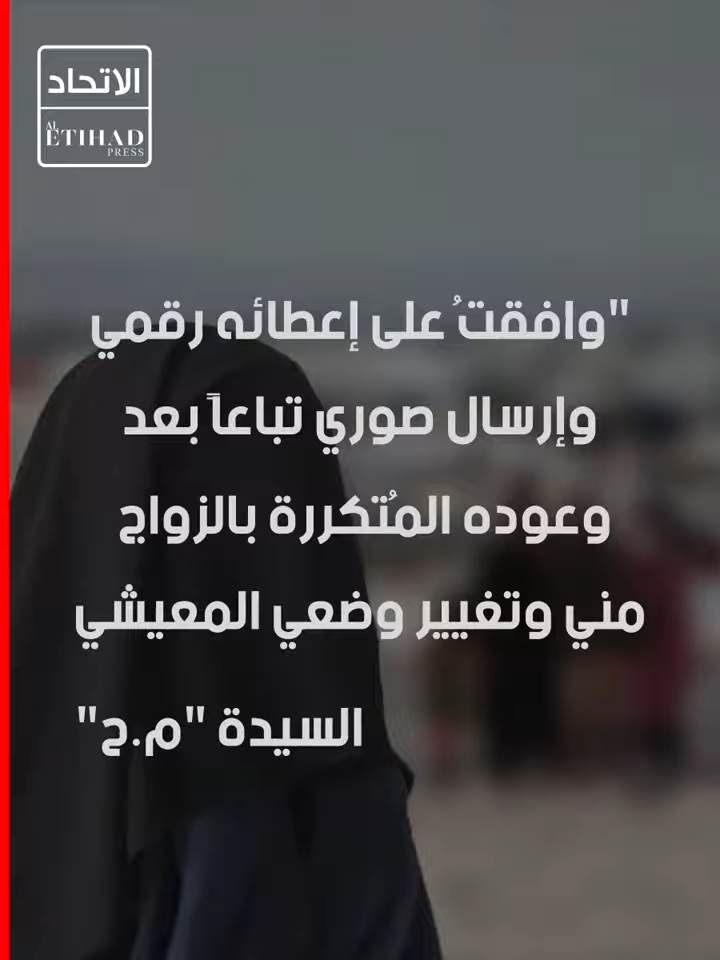 الاتحاد
AL
ETIHAD
PRESS
"وافقتُ على إعطائه رقمي
وإرسال صوري تباعاً بعد
وعوده المُتكررة بالزواج
مني وتغيير وضعي المعيشي
السيدة "م.ح"